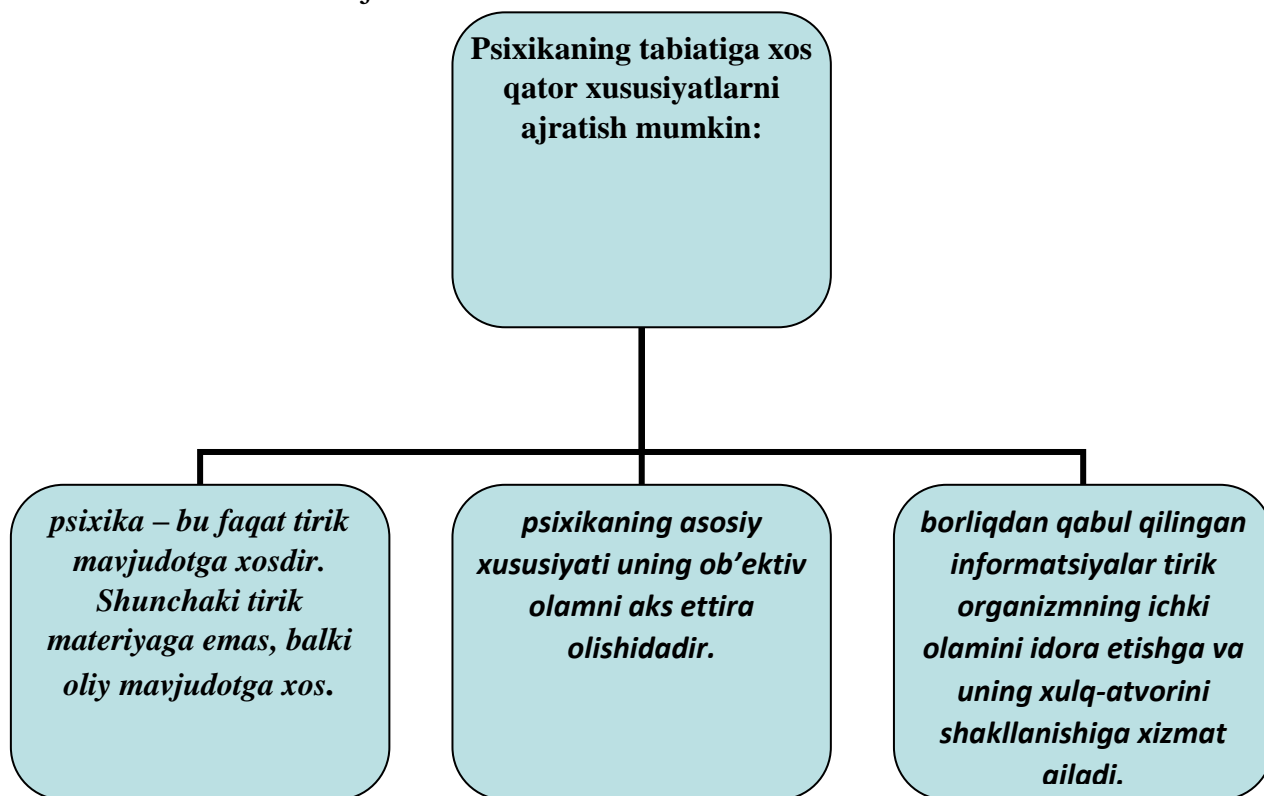 Psixikaning tabiatiga xos
qator xususiyatlarni
ajratish mumkin:
psixika – bu faqat tirik
mavjudotga xosdir.
Shunchaki tirik
materiyaga emas, balki
oliy mavjudotga xos.
psixikaning asosiy
xususiyati uning ob’ektiv
olamni aks ettira
olishidadir.
borliqdan qabul qilingan
informatsiyalar tirik
organizmning ichki
olamini idora etishga va
uning xulq-atvorini
shakllanishiga xizmat
qiladi.